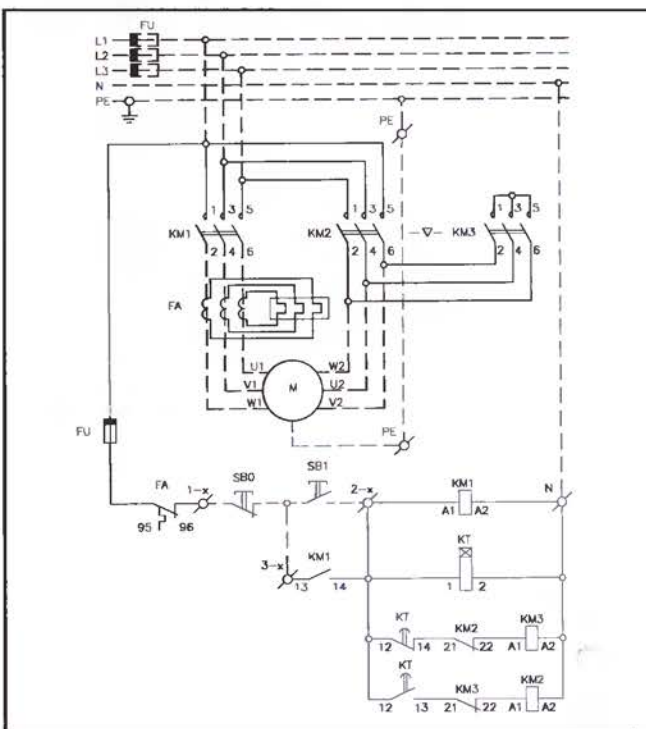 FU
L1
L2
L3
N
PE
PE
1 3 5
1 3 5
1 3 5
KM1
KM2
KM3
2 4 6
2 4 6
2 4 6
FA
U1 W2
V1 M U2
W1 V2
FU
PE
FA
1-x
SB0
SB1
2-x
KM1
N
95 96
A1 A2
KT
3-x
KM1
13 14
1 2
KT
KM2
KM3
12 14 21 22 A1 A2
KT
KM3
KM2
12 13 21 22 A1 A2